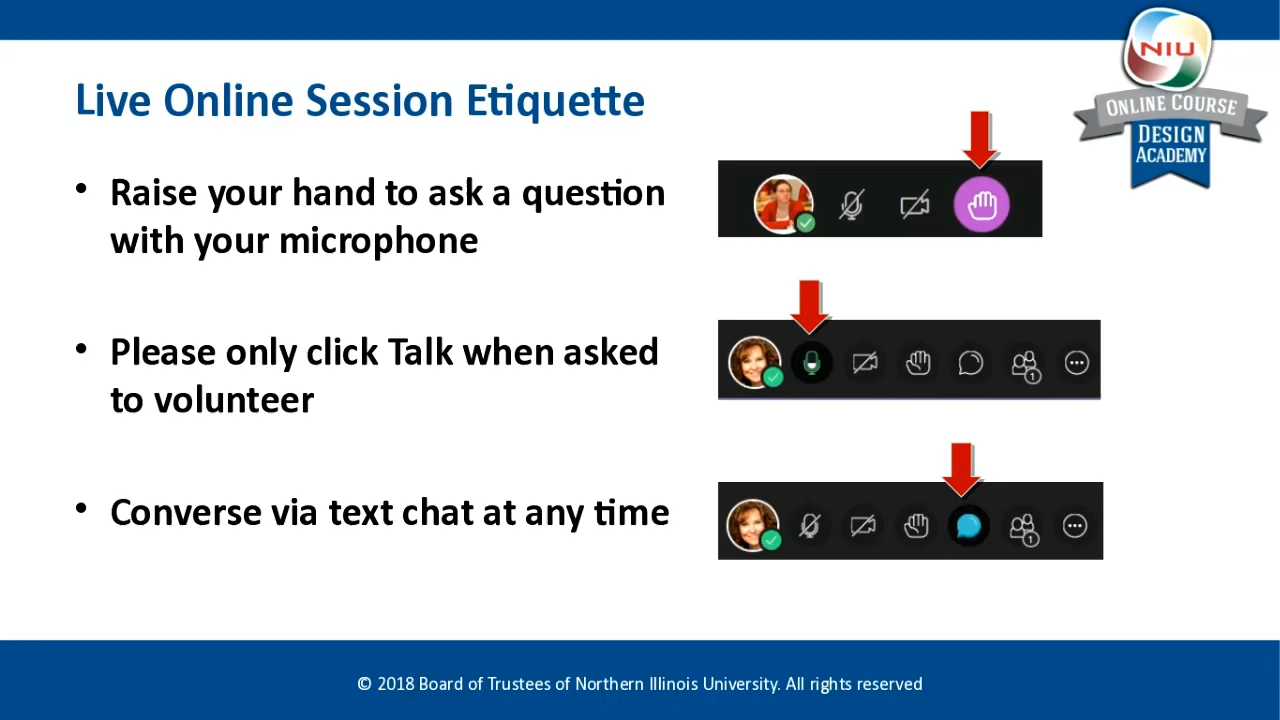 NIU
ONLINE COURSE
DESIGN
ACADEMY
Live Online Session Etiquette
• Raise your hand to ask a question
with your microphone
• Please only click Talk when asked
to volunteer
1
• Converse via text chat at any time
1
© 2018 Board of Trustees of Northern Illinois University. All rights reserved